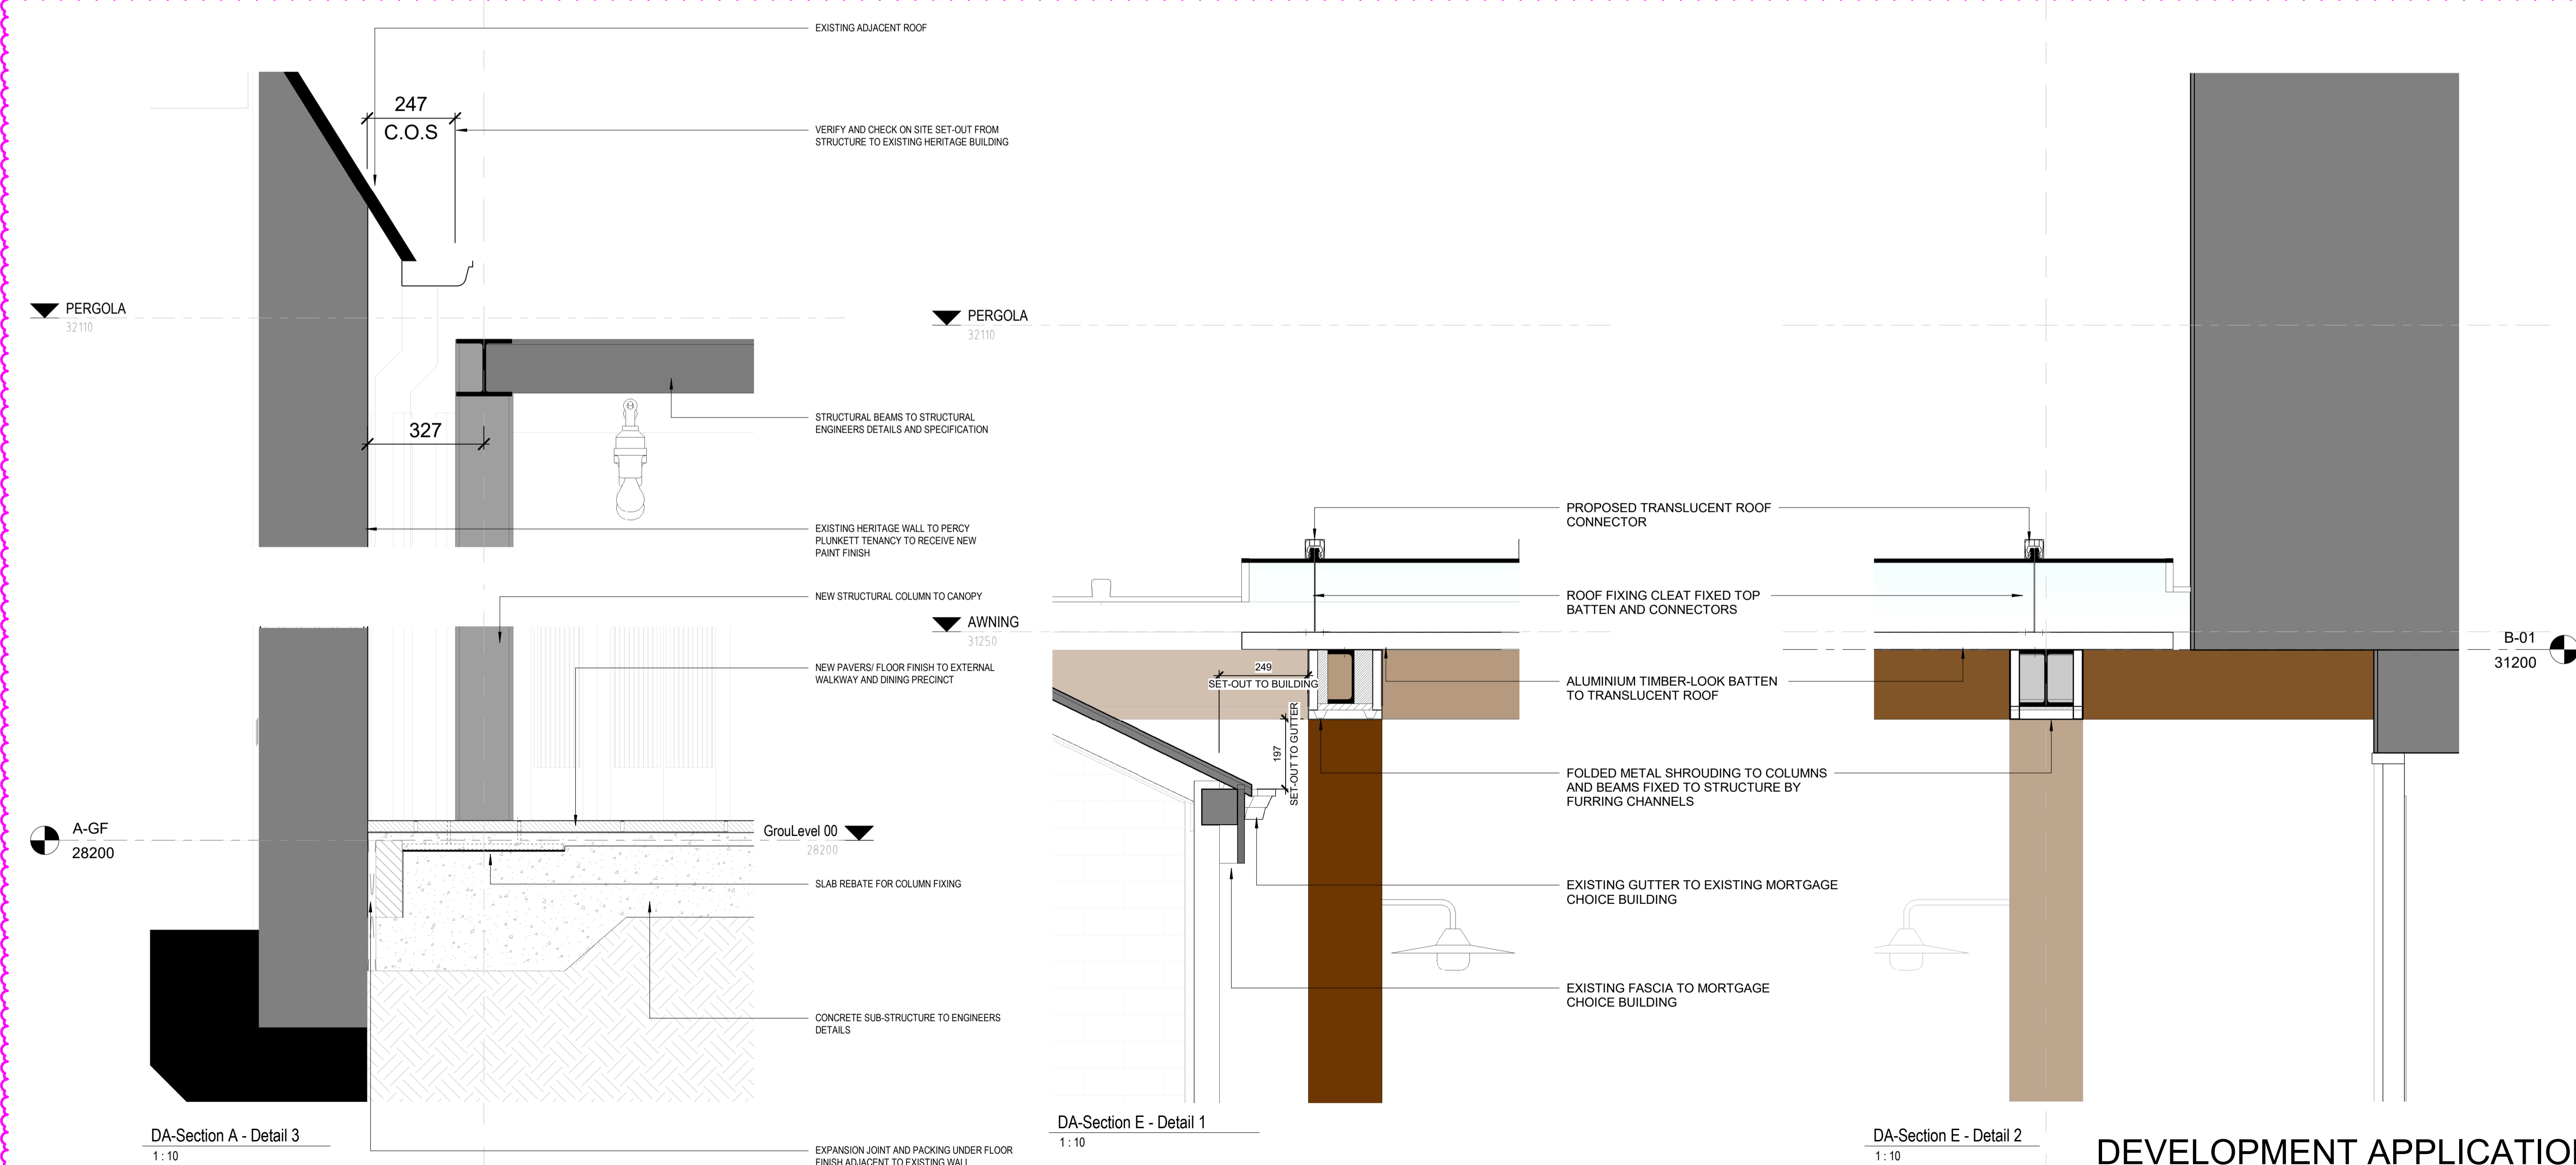 EXISTING ADJACENT ROOF
247
C.O.S
VERIFY AND CHECK ON SITE SET-OUT FROM
STRUCTURE TO EXISTING HERITAGE BUILDING
PERGOLA
32110
327
STRUCTURAL BEAMS TO STRUCTURAL
ENGINEERS DETAILS AND SPECIFICATION
EXISTING HERITAGE WALL TO PERCY
PLUNKETT TENANCY TO RECEIVE NEW
PAINT FINISH
NEW STRUCTURAL COLUMN TO CANOPY
NEW PAVERS/ FLOOR FINISH TO EXTERNAL
WALKWAY AND DINING PRECINCT
A-GF
28200
GrouLevel 00
28200
SLAB REBATE FOR COLUMN FIXING
CONCRETE SUB-STRUCTURE TO ENGINEERS
DETAILS
EXPANSION JOINT AND PACKING UNDER FLOOR
FINISH ADJACENT TO EXISTING WALL
DA-Section A - Detail 3
1 : 10
PERGOLA
32110
AWNING
31250
249
SET-OUT TO BUILDING
197
SET-OUT TO GUTTER
PROPOSED TRANSLUCENT ROOF
CONNECTOR
ROOF FIXING CLEAT FIXED TOP
BATTEN AND CONNECTORS
ALUMINIUM TIMBER-LOOK BATTEN
TO TRANSLUCENT ROOF
FOLDED METAL SHROUDING TO COLUMNS
AND BEAMS FIXED TO STRUCTURE BY
FURRING CHANNELS
EXISTING GUTTER TO EXISTING MORTGAGE
CHOICE BUILDING
EXISTING FASCIA TO MORTGAGE
CHOICE BUILDING
DA-Section E - Detail 1
1 : 10
B-01
31200
DA-Section E - Detail 2
1 : 10
DEVELOPMENT APPLICATION